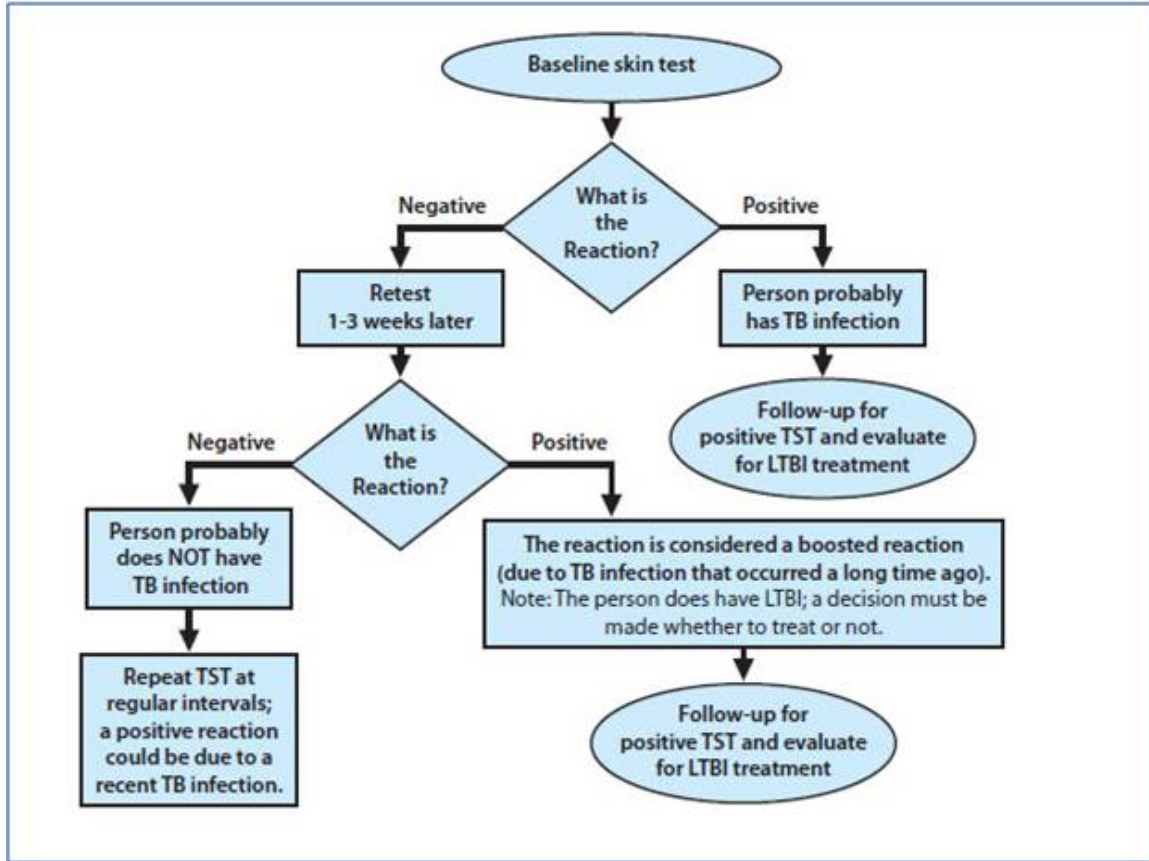 Baseline skin test
What is
the
Reaction?
Negative
Positive
Retest
1-3 weeks later
Person probably
has TB infection
Follow-up for
positive TST and evaluate
for LTBI treatment
What is
the
Reaction?
Negative
Positive
Person probably
does NOT have
TB infection
The reaction is considered a boosted reaction
(due to TB infection that occurred a long time ago).
Note: The person does have LTBI; a decision must be
made whether to treat or not.
Repeat TST at
regular intervals;
a positive reaction
could be due to a
recent TB infection.
Follow-up for
positive TST and evaluate
for LTBI treatment